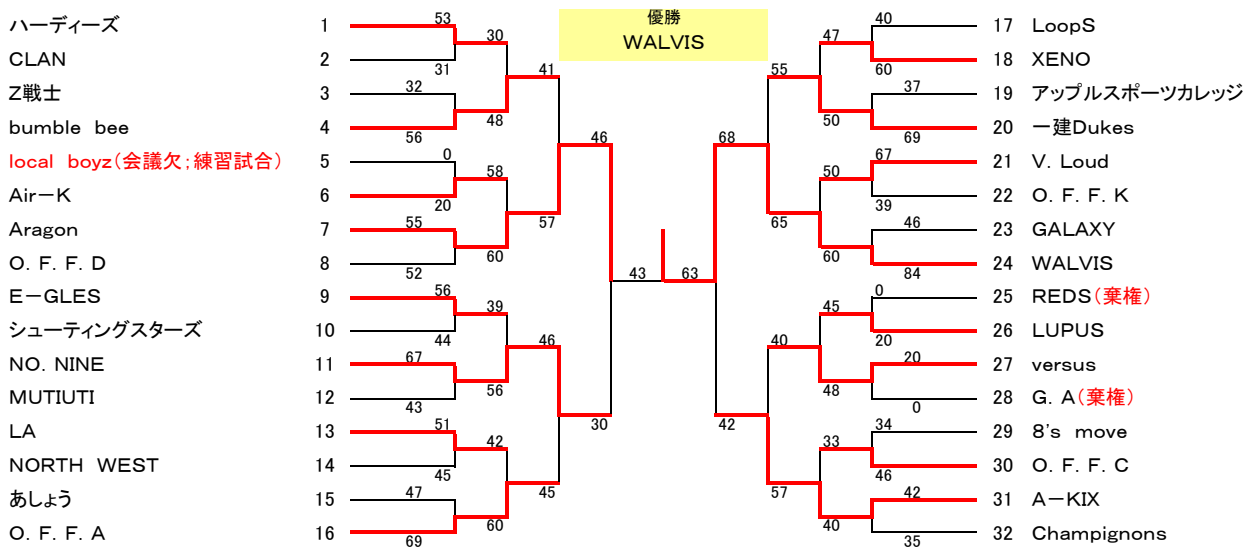 優勝
WALVIS
ハーディーズ 1
CLAN 2
Z戦士 3
bumble bee 4
local boyz(会議欠;練習試合) 5
Air-K 6
Aragon 7
O. F. F. D 8
E-GLES 9
シューティングスターズ 10
NO. NINE 11
MUTIUTI 12
LA 13
NORTH WEST 14
あしょう 15
O. F. F. A 16
53
31
32
56
0
20
55
52
56
44
67
43
51
45
47
69
30
48
58
60
39
56
42
60
41
57
46
45
46
30
43
63
68
42
55
65
40
57
47
50
50
60
45
48
33
40
40
60
37
69
67
39
46
84
0
20
20
0
34
46
42
35
17 LoopS
18 XENO
19 アップルスポーツカレッジ
20 一建Dukes
21 V. Loud
22 O. F. F. K
23 GALAXY
24 WALVIS
25 REDS(棄権)
26 LUPUS
27 versus
28 G. A(棄権)
29 8's move
30 O. F. F. C
31 A-KIX
32 Champignons